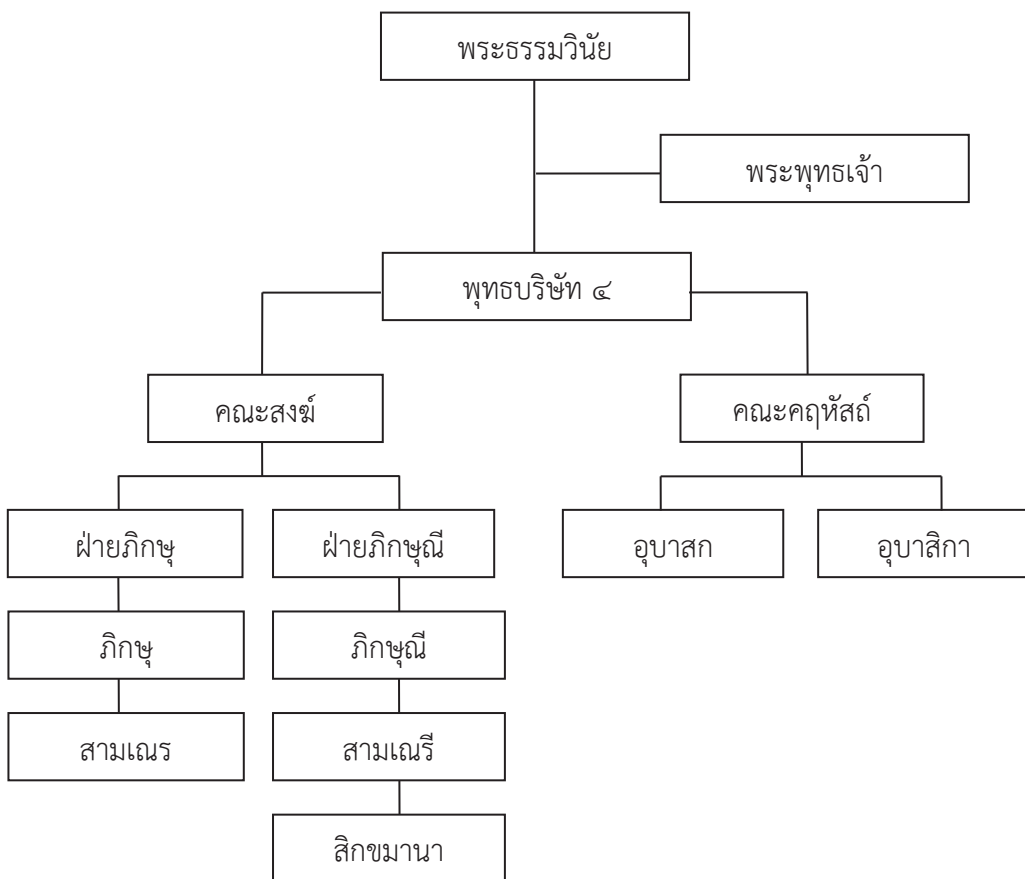 พระธรรมวินัย
พระพุทธเจ้า
พุทธบริษัท ๔
คณะสงฆ์
คณะคฤหัสถ์
ฝ่ายภิกษุ
ฝ่ายภิกษุณี
อุบาสก
อุบาสิกา
ภิกษุ
ภิกษุณี
สามเณร
สามเณรี
สิกขมานา